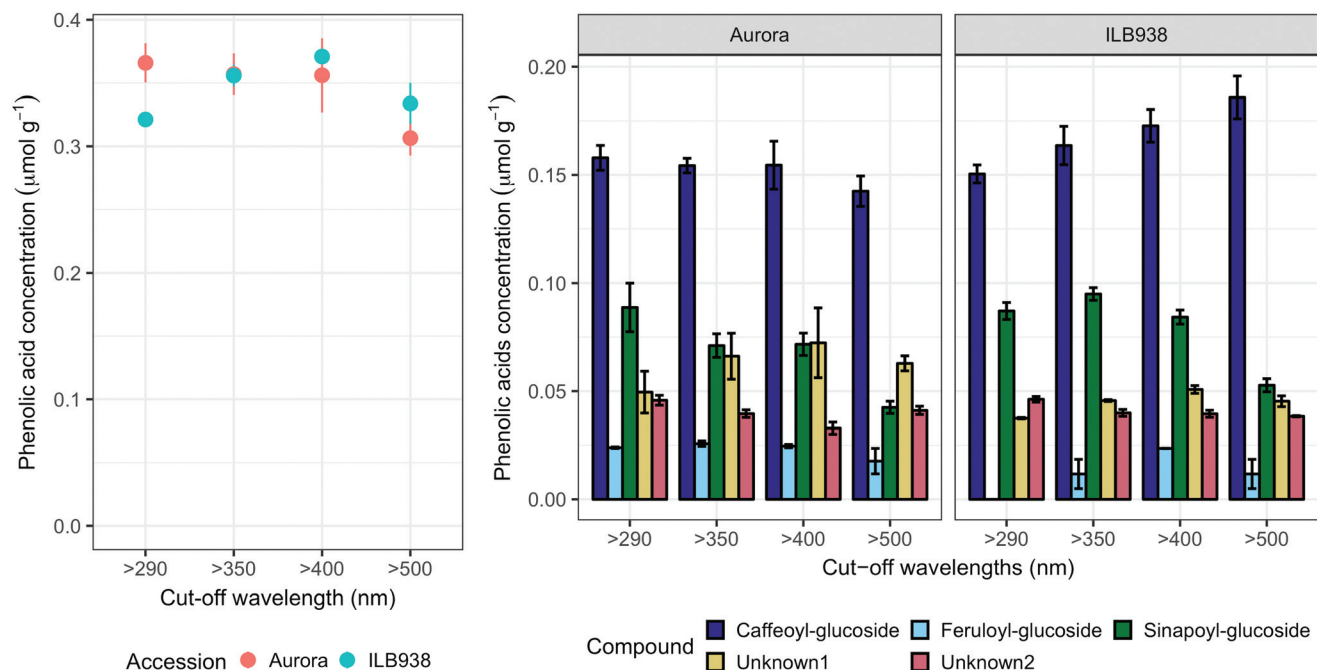 Phenolic acid concentration (μmol g⁻¹)
0.4
0.3
0.2
0.1
0.0
>290 >350 >400 >500
Cut-off wavelength (nm)
Accession Aurora ILB938
Phenolic acids concentration (μmol g⁻¹)
Aurora ILB938
0.20
0.15
0.10
0.05
0.00
>290 >350 >400 >500 >290 >350 >400 >500
Cut−off wavelengths (nm)
Compound
Caffeoyl-glucoside Feruloyl-glucoside Sinapoyl-glucoside
Unknown1 Unknown2